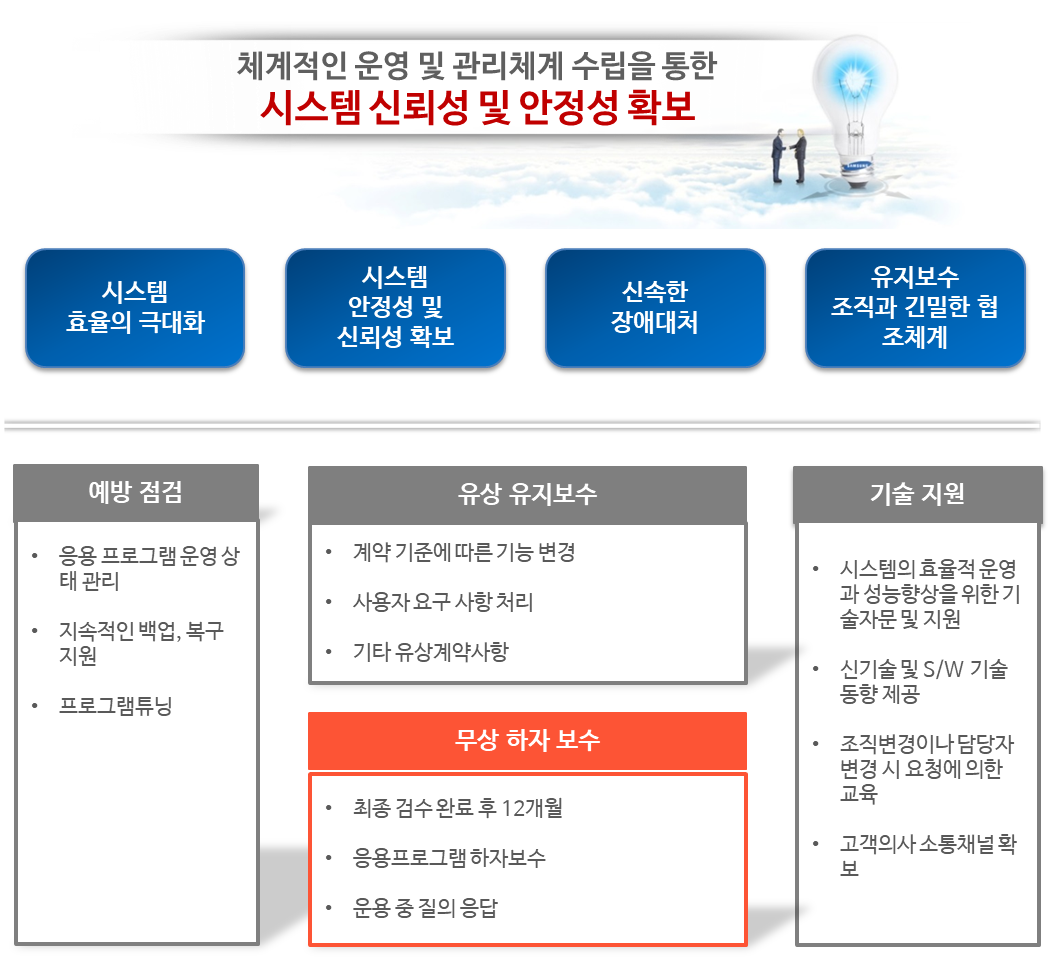 체계적인 운영 및 관리체계 수립을 통한
시스템 신뢰성 및 안정성 확보
SAMSUNG
시스템
효율의 극대화
시스템
안정성 및
신뢰성 확보
신속한
장애대처
유지보수
조직과 긴밀한 협
조체계
예방 점검
• 응용 프로그램 운영 상
태 관리
• 지속적인 백업, 복구
지원
• 프로그램튜닝
유상 유지보수
• 계약 기준에 따른 기능 변경
• 사용자 요구 사항 처리
• 기타 유상계약사항
무상 하자 보수
• 최종 검수 완료 후 12개월
• 응용프로그램 하자보수
• 운용 중 질의 응답
기술 지원
• 시스템의 효율적 운영
과 성능향상을 위한 기
술자문 및 지원
• 신기술 및 S/W 기술
동향 제공
• 조직변경이나 담당자
변경 시 요청에 의한
교육
• 고객의사 소통채널 확
보